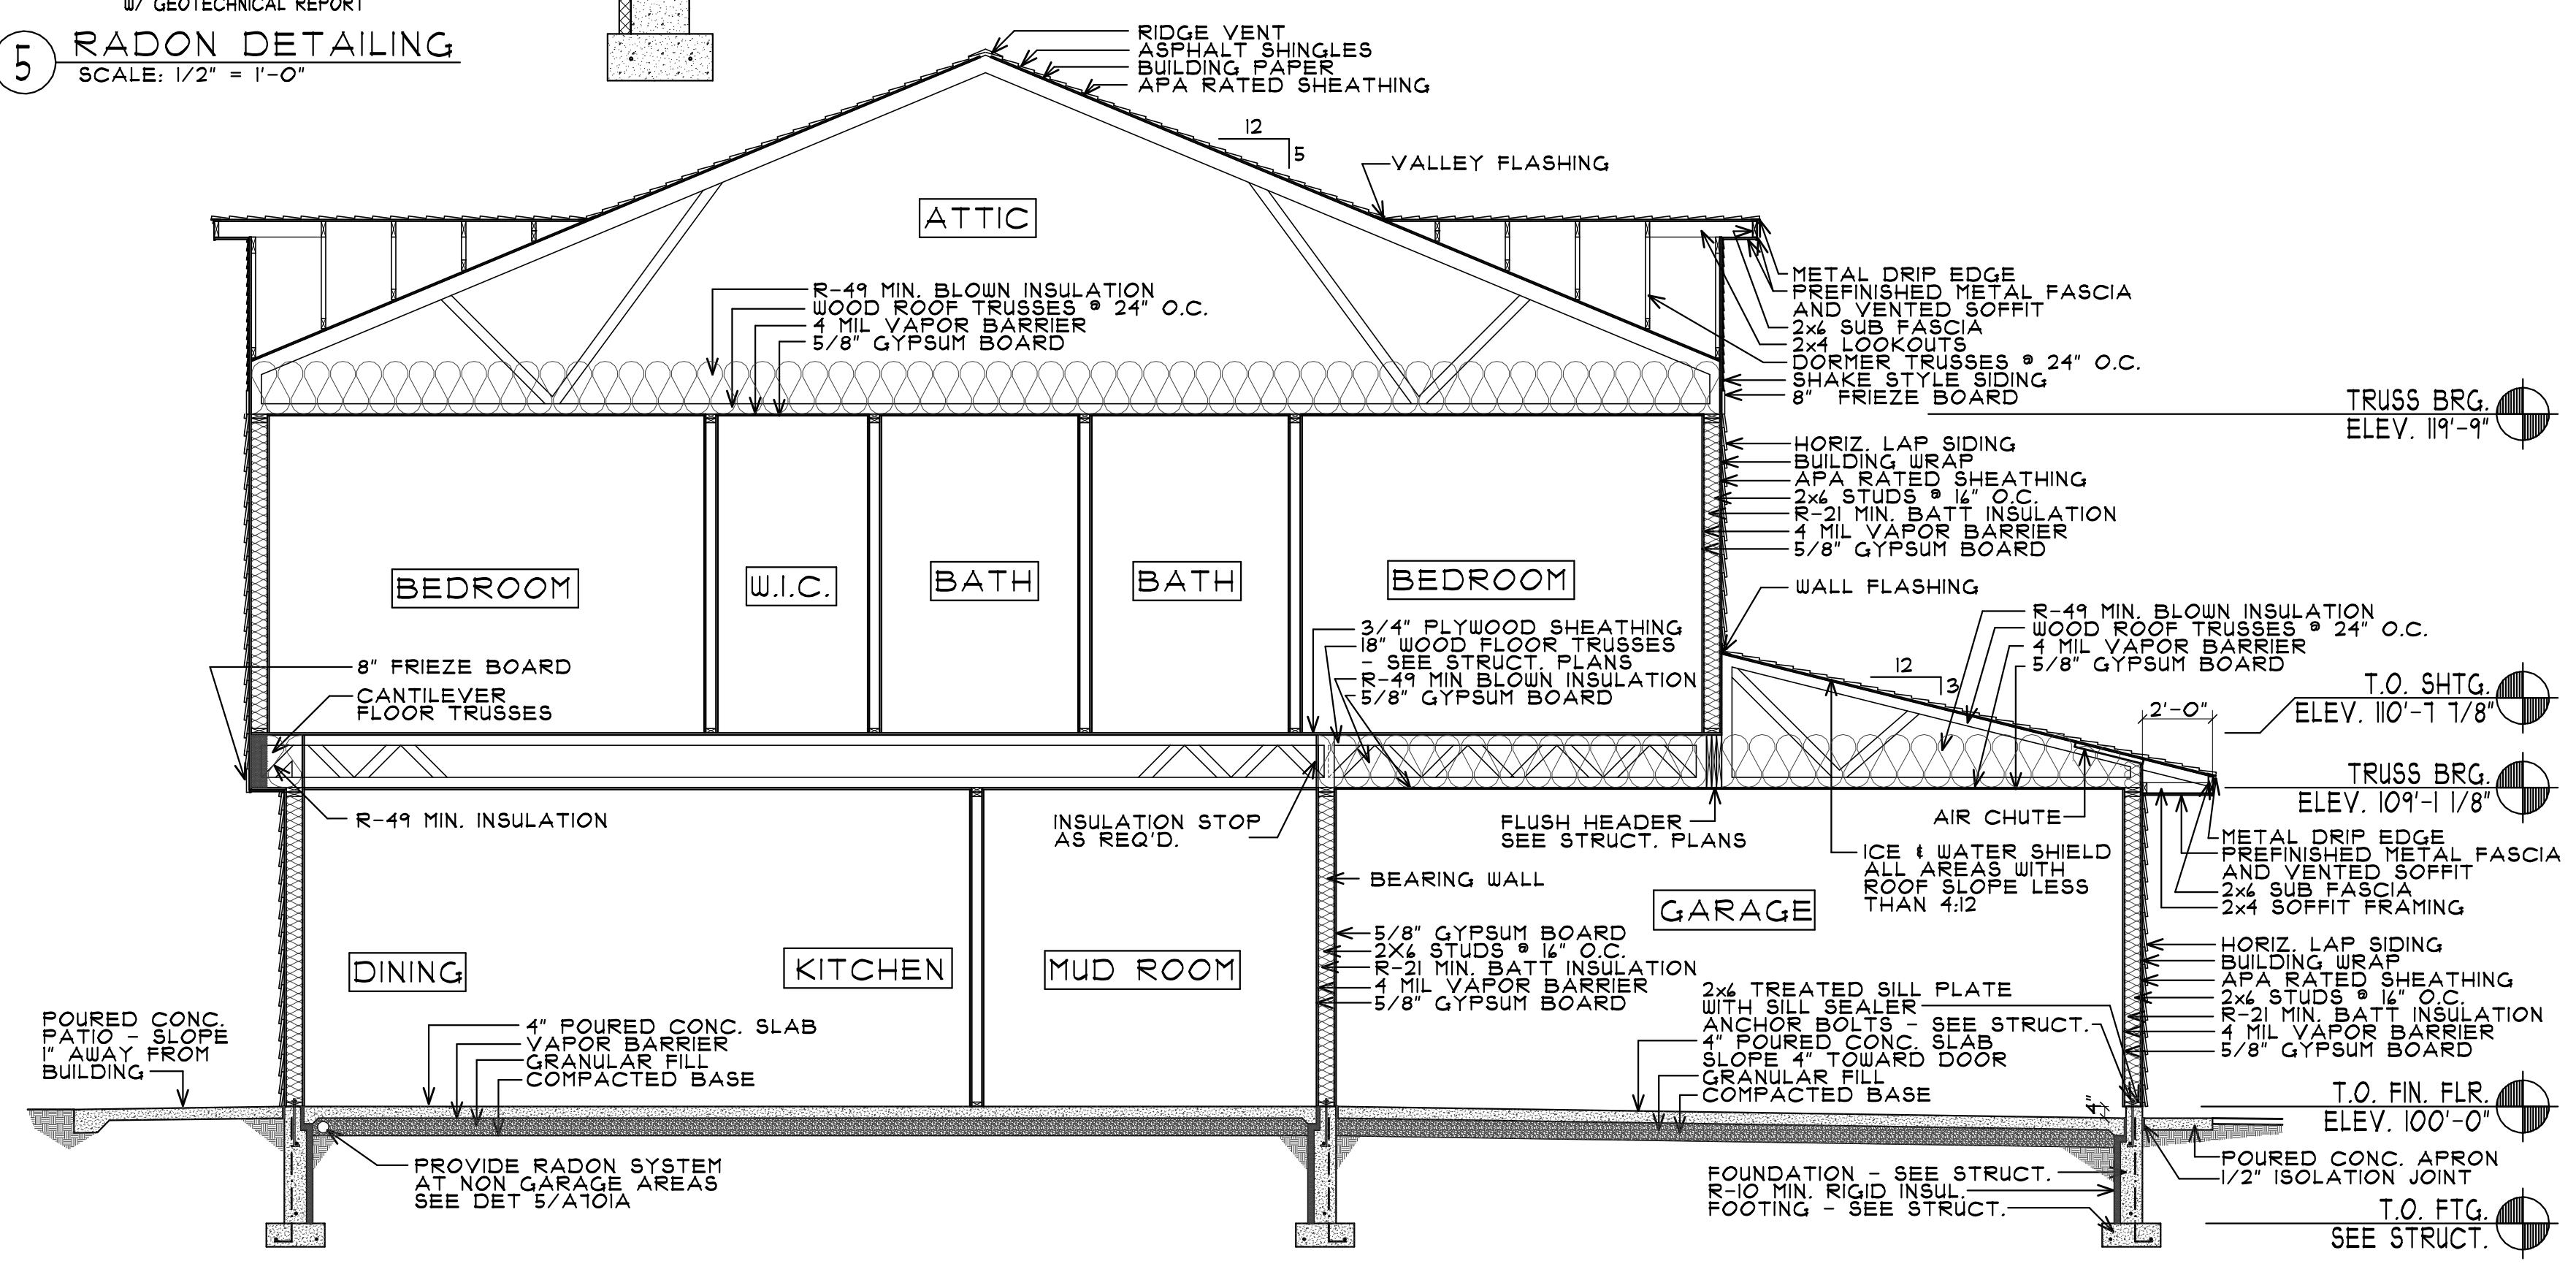 W/ GEOTECHNICAL REPORT
5
RADON DETAILING
SCALE: 1/2" = 1'-0"
RIDGE VENT
ASPHALT SHINGLES
BUILDING PAPER
APA RATED SHEATHING
12
5
VALLEY FLASHING
ATTIC
R-49 MIN. BLOWN INSULATION
WOOD ROOF TRUSSES @ 24" O.C.
4 MIL VAPOR BARRIER
5/8" GYPSUM BOARD
METAL DRIP EDGE
PREFINISHED METAL FASCIA
AND VENTED SOFFIT
2x6 SUB FASCIA
2x4 LOOKOUTS
DORMER TRUSSES @ 24" O.C.
SHAKE STYLE SIDING
8" FRIEZE BOARD
TRUSS BRG.
ELEV. 119'-9"
HORIZ. LAP SIDING
BUILDING WRAP
APA RATED SHEATHING
2x6 STUDS @ 16" O.C.
R-21 MIN. BATT INSULATION
4 MIL VAPOR BARRIER
5/8" GYPSUM BOARD
BEDROOM
W.I.C.
BATH
BATH
BEDROOM
WALL FLASHING
R-49 MIN. BLOWN INSULATION
WOOD ROOF TRUSSES @ 24" O.C.
4 MIL VAPOR BARRIER
5/8" GYPSUM BOARD
3/4" PLYWOOD SHEATHING
18" WOOD FLOOR TRUSSES
- SEE STRUCT. PLANS
R-49 MIN BLOWN INSULATION
5/8" GYPSUM BOARD
8" FRIEZE BOARD
CANTILEVER
FLOOR TRUSSES
12
3
2'-0"
T.O. SHTG.
ELEV. 110'-7 7/8"
TRUSS BRG.
ELEV. 109'-1 1/8"
R-49 MIN. INSULATION
INSULATION STOP
AS REQ'D.
FLUSH HEADER
SEE STRUCT. PLANS
AIR CHUTE
ICE & WATER SHIELD
ALL AREAS WITH
ROOF SLOPE LESS
THAN 4:12
METAL DRIP EDGE
PREFINISHED METAL FASCIA
AND VENTED SOFFIT
2x6 SUB FASCIA
2x4 SOFFIT FRAMING
BEARING WALL
GARAGE
5/8" GYPSUM BOARD
2X6 STUDS @ 16" O.C.
R-21 MIN. BATT INSULATION
4 MIL VAPOR BARRIER
5/8" GYPSUM BOARD
DINING
KITCHEN
MUD ROOM
HORIZ. LAP SIDING
BUILDING WRAP
APA RATED SHEATHING
2x6 STUDS @ 16" O.C.
R-21 MIN. BATT INSULATION
4 MIL VAPOR BARRIER
5/8" GYPSUM BOARD
2x6 TREATED SILL PLATE
WITH SILL SEALER
ANCHOR BOLTS - SEE STRUCT.
4" POURED CONC. SLAB
SLOPE 4" TOWARD DOOR
GRANULAR FILL
COMPACTED BASE
POURED CONC.
PATIO - SLOPE
1" AWAY FROM
BUILDING
4" POURED CONC. SLAB
VAPOR BARRIER
GRANULAR FILL
COMPACTED BASE
4"
T.O. FIN. FLR.
ELEV. 100'-0"
PROVIDE RADON SYSTEM
AT NON GARAGE AREAS
SEE DET 5/A701A
FOUNDATION - SEE STRUCT.
R-10 MIN. RIGID INSUL.
FOOTING - SEE STRUCT.
POURED CONC. APRON
1/2" ISOLATION JOINT
T.O. FTG.
SEE STRUCT.